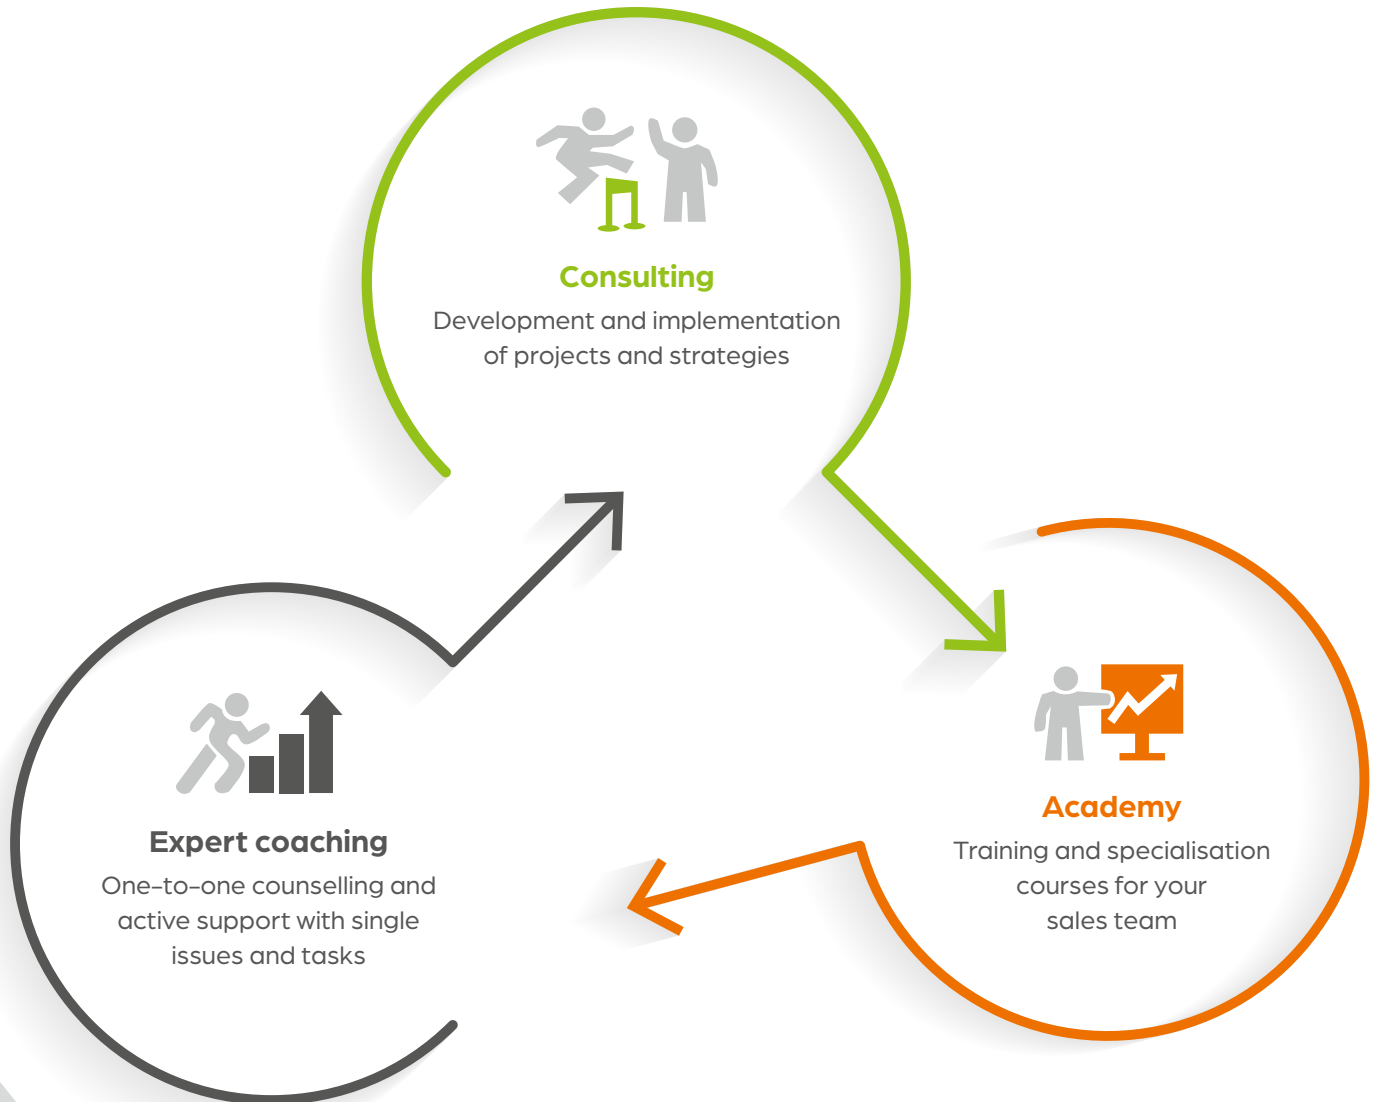 Consulting
Development and implementation
of projects and strategies
Academy
Training and specialisation
courses for your
sales team
Expert coaching
One-to-one counselling and
active support with single
issues and tasks